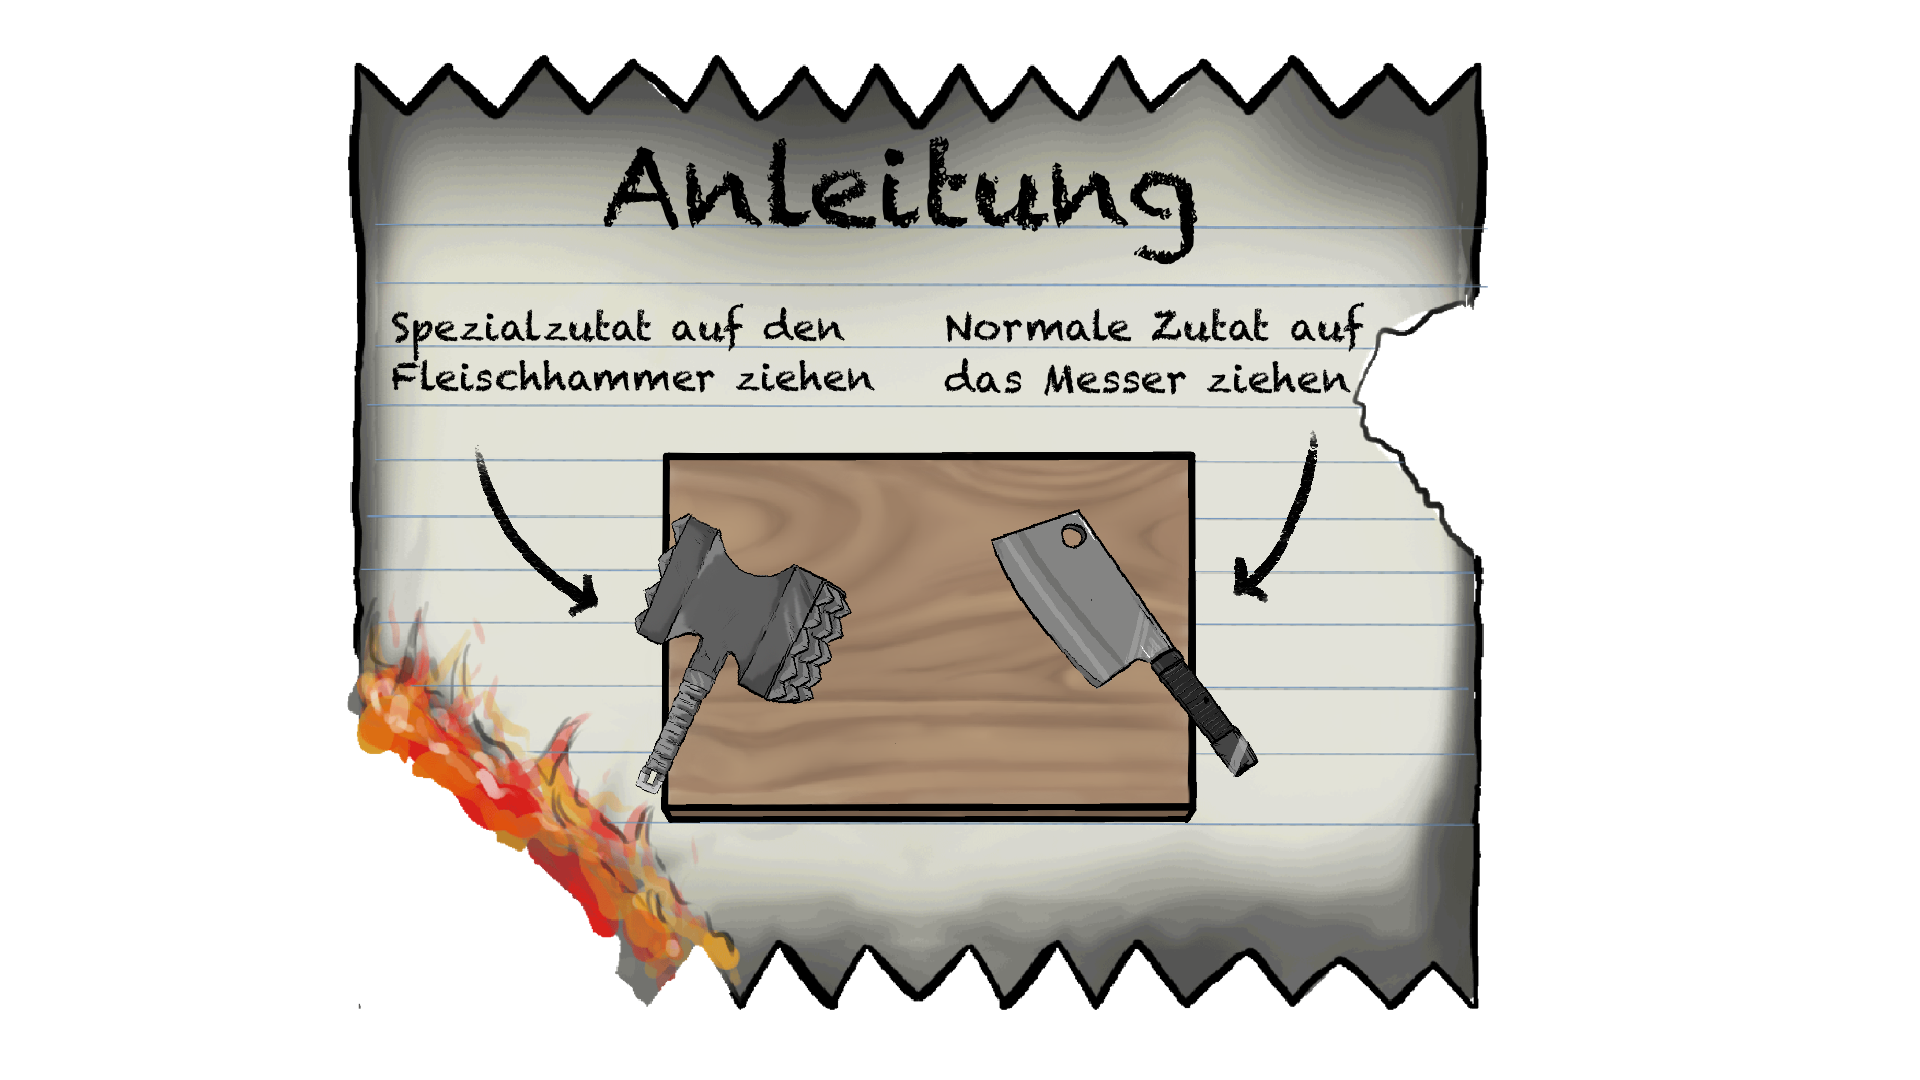 Anleitung
Spezialzutat auf den
Fleischhammer ziehen
Normale Zutat auf
das Messer ziehen